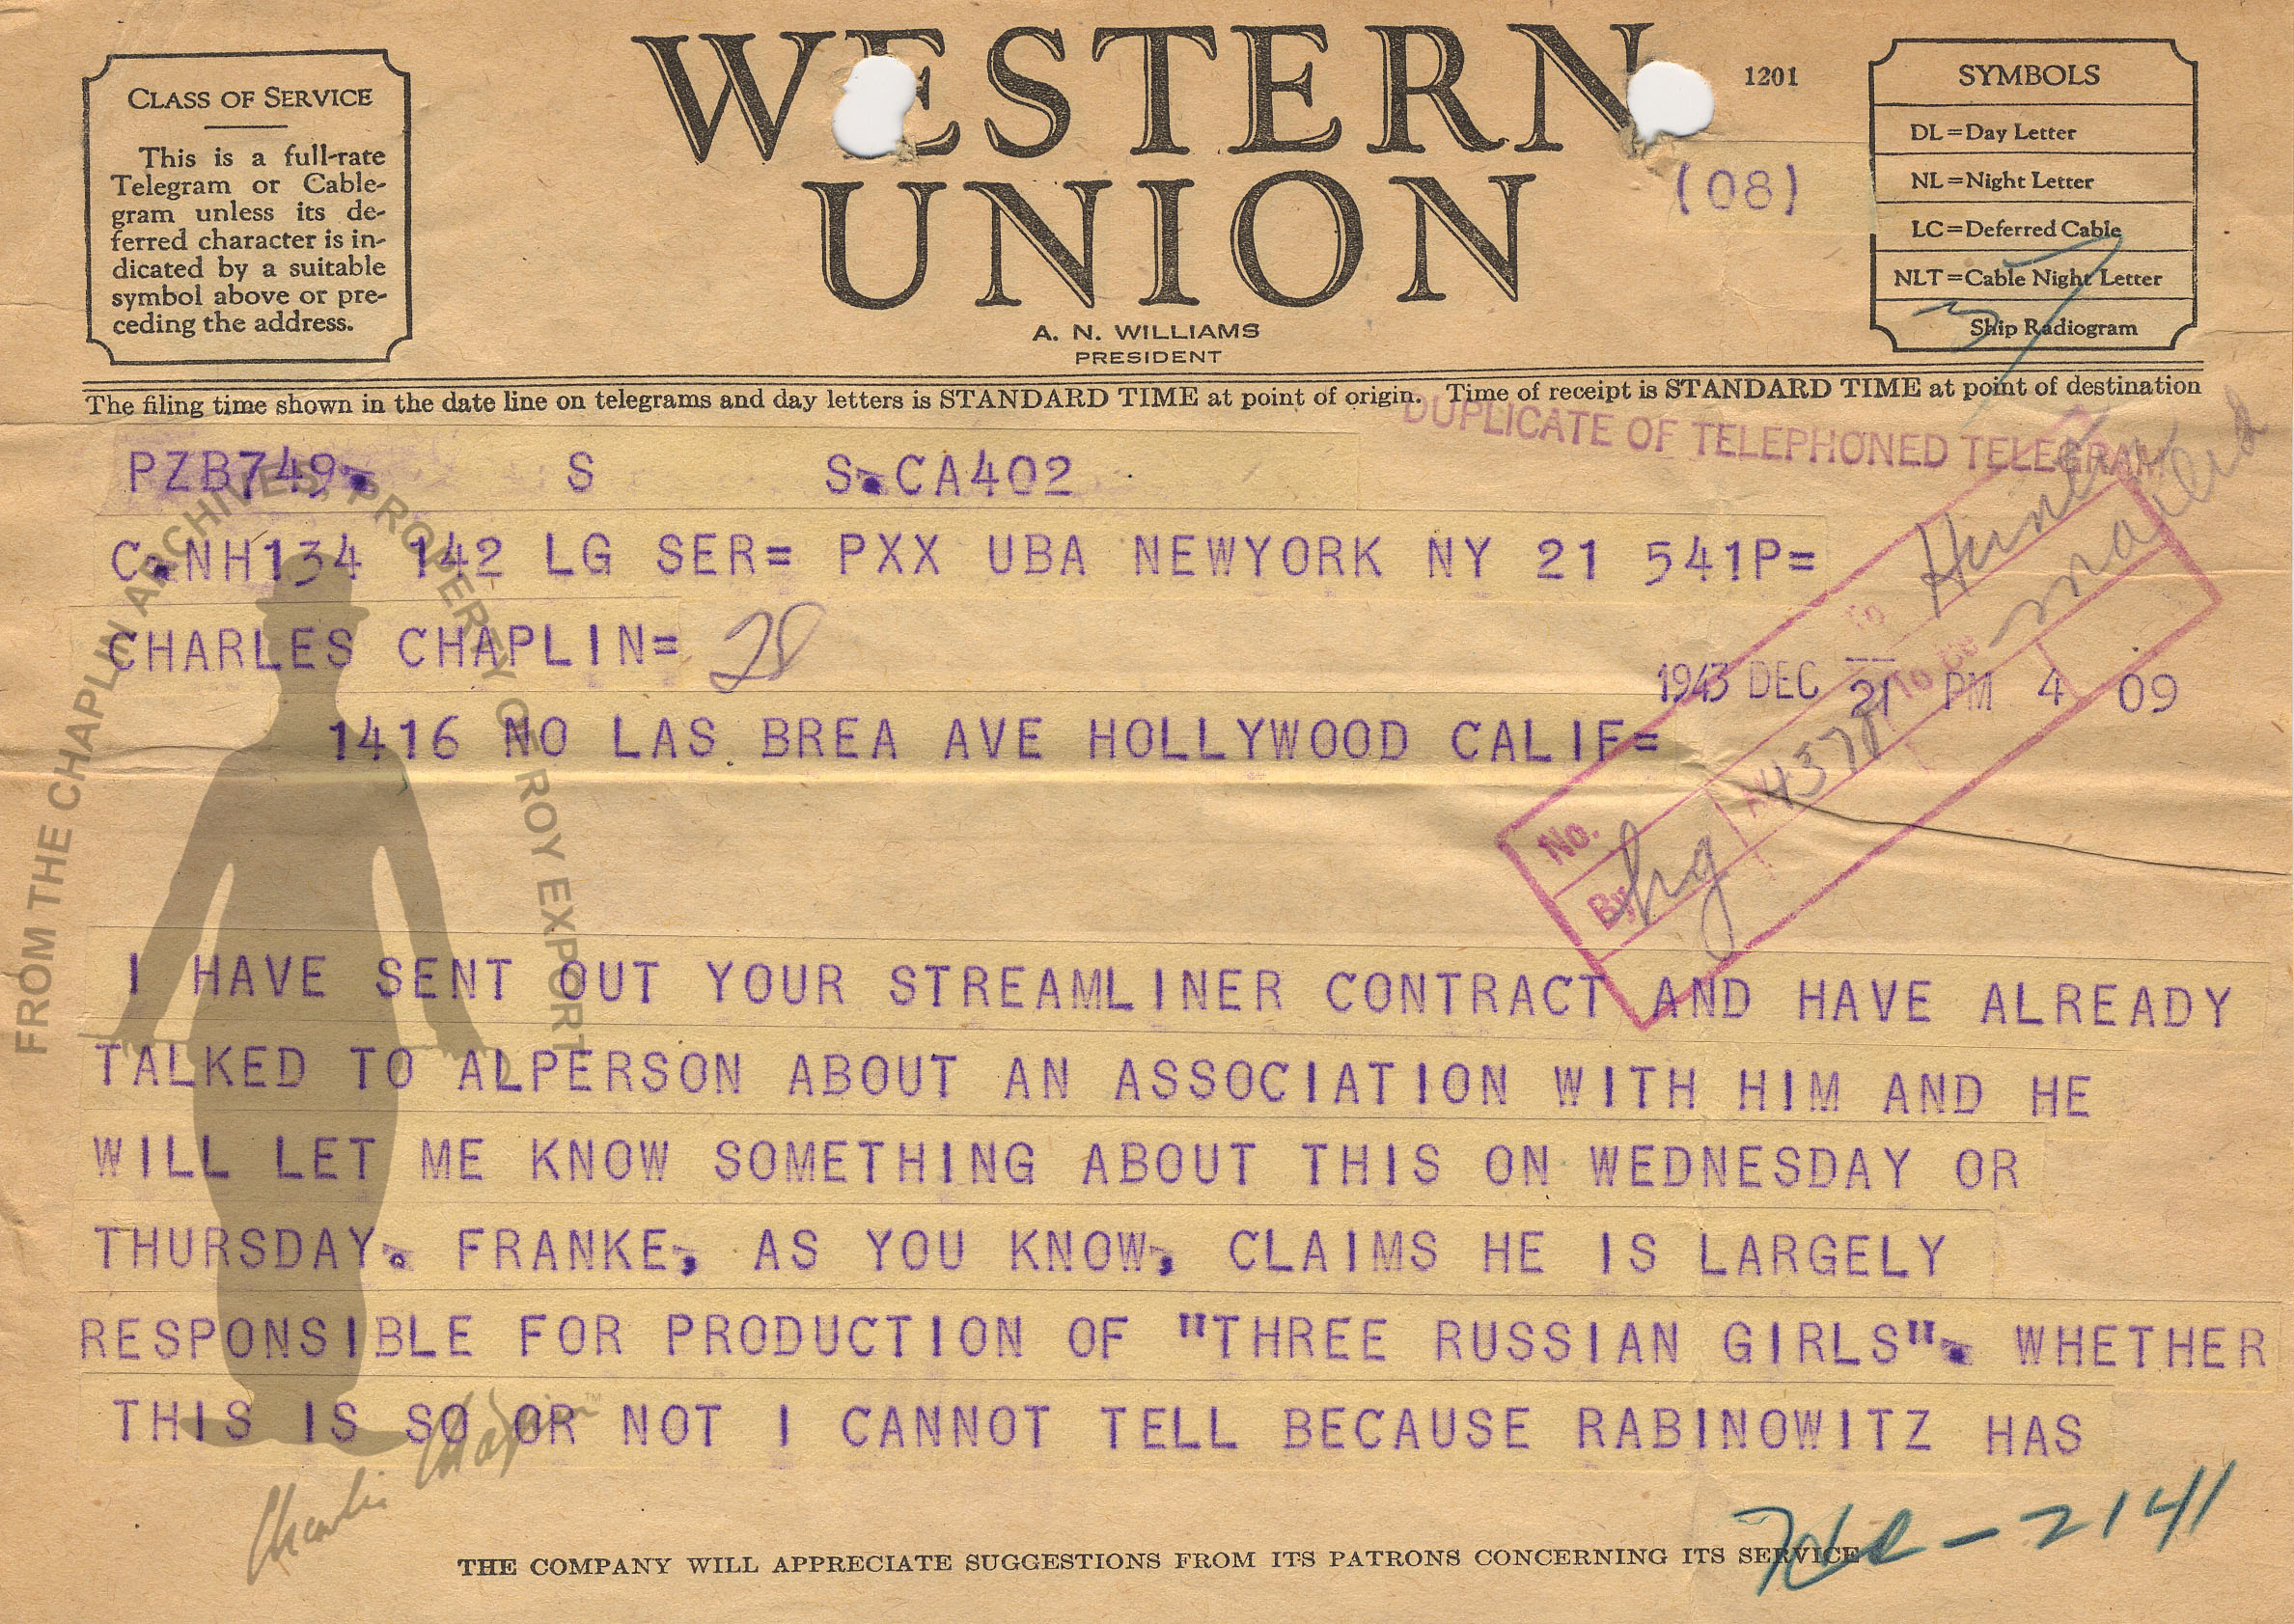 WESTERN
UNION
1201
(08)
A. N. WILLIAMS
PRESIDENT
CLASS OF SERVICE
This is a full-rate
Telegram or Cable-
gram unless its de-
ferred character is in-
dicated by a suitable
symbol above or pre-
ceding the address.
SYMBOLS
DL=Day Letter
NL=Night Letter
LC=Deferred Cable
NLT=Cable Night Letter
Ship Radiogram
The filing time shown in the date line on telegrams and day letters is STANDARD TIME at point of origin. Time of receipt is STANDARD TIME at point of destination
DUPLICATE OF TELEPHONED TELEGRAM
PZB749. S S.CA402
C.NH134 142 LG SER= PXX UBA NEWYORK NY 21 541P=
CHARLES CHAPLIN=
28
1943 DEC 21 PM 4 09
1416 NO LAS BREA AVE HOLLYWOOD CALIF=
To
No.
By hg
I HAVE SENT OUT YOUR STREAMLINER CONTRACT AND HAVE ALREADY
TALKED TO ALPERSON ABOUT AN ASSOCIATION WITH HIM AND HE
WILL LET ME KNOW SOMETHING ABOUT THIS ON WEDNESDAY OR
THURSDAY. FRANKE, AS YOU KNOW, CLAIMS HE IS LARGELY
RESPONSIBLE FOR PRODUCTION OF "THREE RUSSIAN GIRLS". WHETHER
THIS IS SO OR NOT I CANNOT TELL BECAUSE RABINOWITZ HAS
FROM THE CHAPLIN ARCHIVES, PROPERTY OF ROY EXPORT
Charlie Chaplin™
2141
THE COMPANY WILL APPRECIATE SUGGESTIONS FROM ITS PATRONS CONCERNING ITS SERVICE